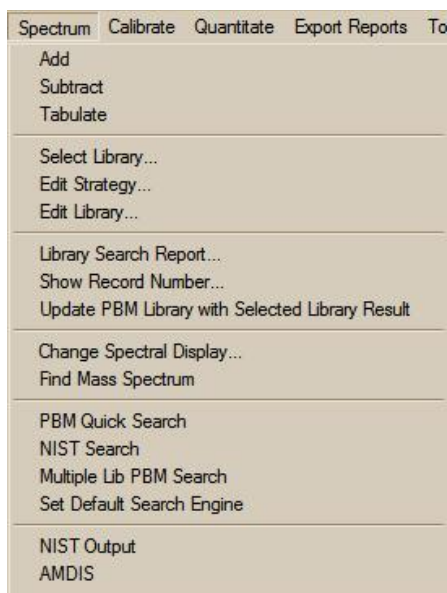 Spectrum Calibrate Quantitate Export Reports To
Add
Subtract
Tabulate
Select Library...
Edit Strategy...
Edit Library...
Library Search Report...
Show Record Number...
Update PBM Library with Selected Library Result
Change Spectral Display...
Find Mass Spectrum
PBM Quick Search
NIST Search
Multiple Lib PBM Search
Set Default Search Engine
NIST Output
AMDIS